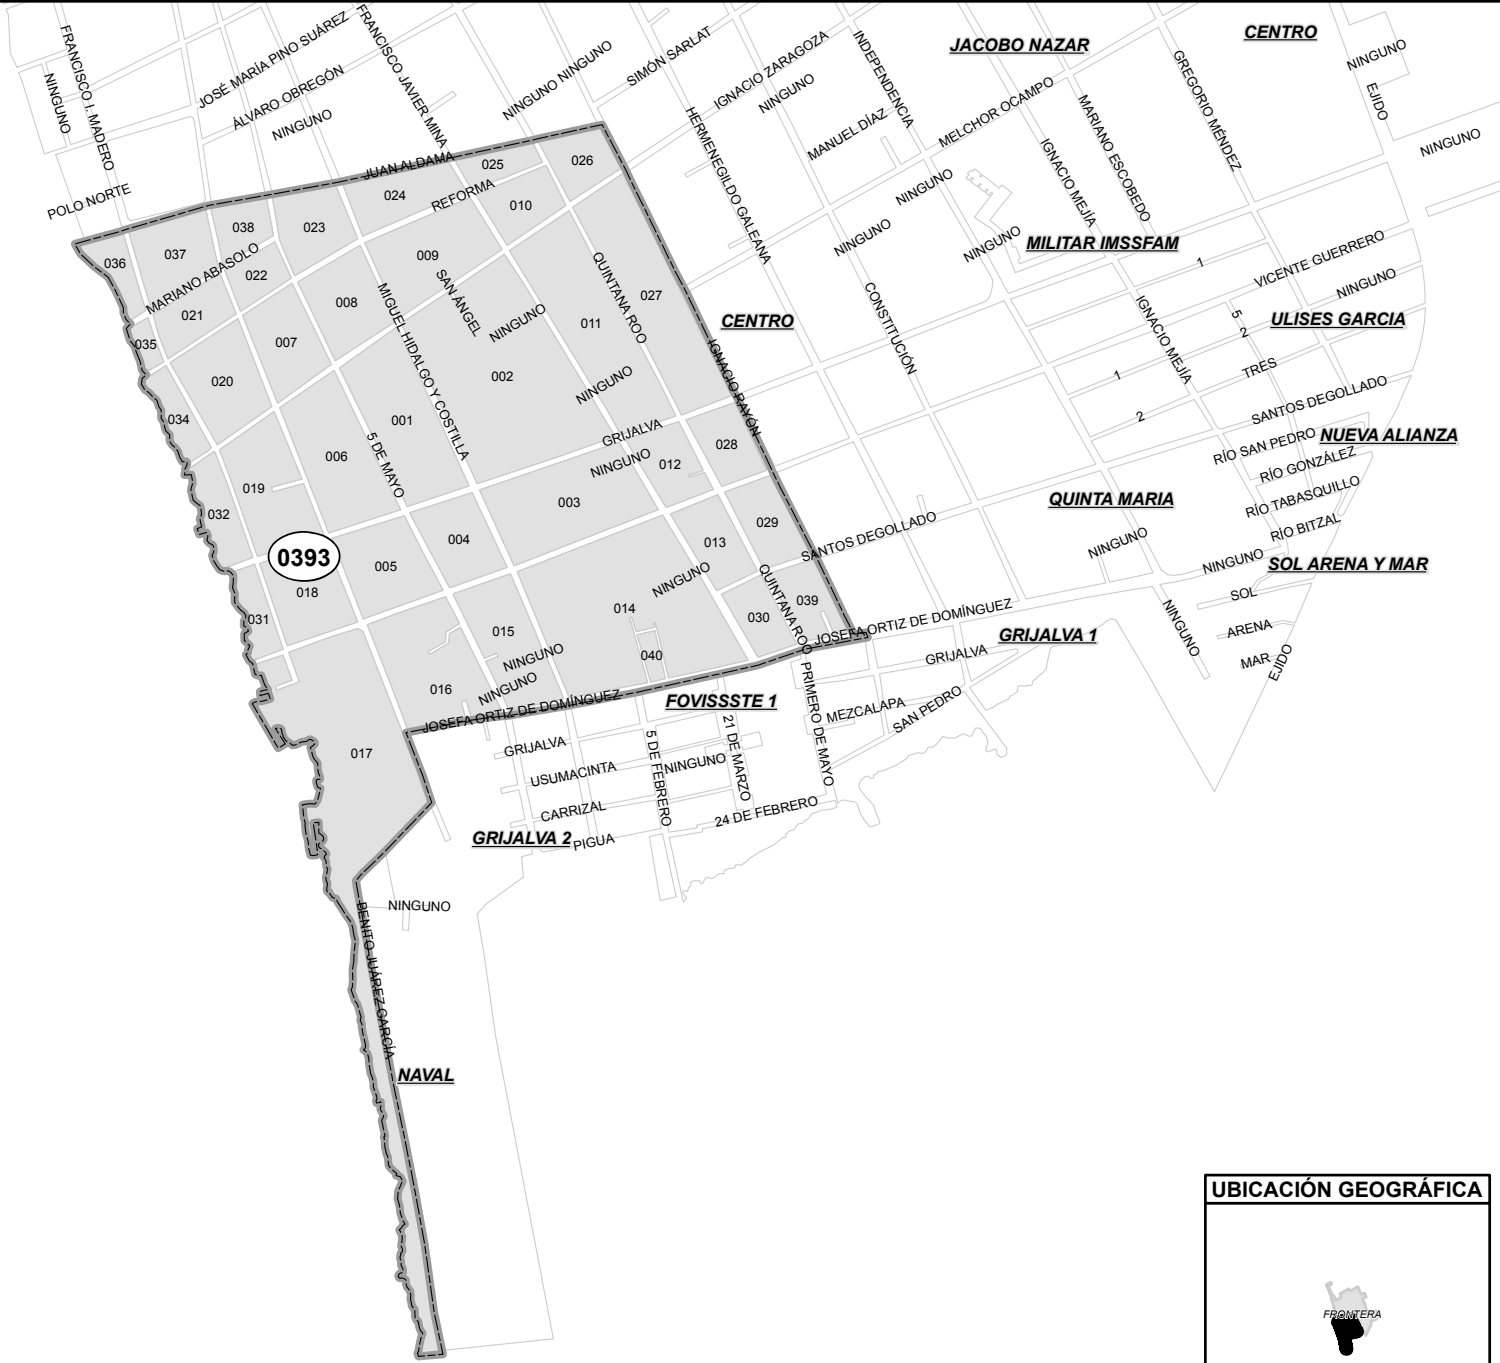 FRANCISCO I. MADERO
NINGUNO
JOSÉ MARÍA PINO SUÁREZ
ÁLVARO OBREGÓN
NINGUNO
FRANCISCO JAVIER MINA
NINGUNO NINGUNO
SIMÓN SARLAT
IGNACIO ZARAGOZA
NINGUNO
INDEPENDENCIA
MANUEL DÍAZ
HERMENEGILDO GALEANA
JACOBO NAZAR
MELCHOR OCAMPO
MARIANO ESCOBEDO
IGNACIO MEJÍA
GREGORIO MÉNDEZ
CENTRO
NINGUNO
EJIDO
NINGUNO
POLO NORTE
JUAN ALDAMA
025
026
024
REFORMA
010
038
023
037
MARIANO ABASOLO
022
036
009
SAN ÁNGEL
QUINTANA ROO
027
NINGUNO
NINGUNO
NINGUNO
MILITAR IMSSFAM
1
VICENTE GUERRERO
NINGUNO
ULISES GARCIA
5
2
021
008
MIGUEL HIDALGO Y COSTILLA
NINGUNO
011
CENTRO
CONSTITUCIÓN
IGNACIO MEJÍA
035
007
IGNACIO RAYÓN
TRES
1
020
002
NINGUNO
SANTOS DEGOLLADO
2
034
001
GRIJALVA
028
RÍO SAN PEDRO
NUEVA ALIANZA
006
5 DE MAYO
NINGUNO
012
RÍO GONZÁLEZ
019
003
QUINTA MARIA
RÍO TABASQUILLO
032
029
SANTOS DEGOLLADO
RÍO BITZAL
0393
004
013
NINGUNO
NINGUNO
SOL ARENA Y MAR
005
NINGUNO
QUINTANA ROO
018
014
039
SOL
031
015
030
JOSEFA ORTIZ DE DOMÍNGUEZ
GRIJALVA 1
NINGUNO
ARENA
NINGUNO
040
GRIJALVA
MAR
EJIDO
016
NINGUNO
FOVISSSTE 1
PRIMERO DE MAYO
MEZCALAPA
SAN PEDRO
JOSEFA ORTIZ DE DOMÍNGUEZ
017
GRIJALVA
5 DE FEBRERO
21 DE MARZO
USUMACINTA
NINGUNO
CARRIZAL
24 DE FEBRERO
GRIJALVA 2
PIGUA
NINGUNO
BENITO JUÁREZ GARCÍA
NAVAL
UBICACIÓN GEOGRÁFICA
FRONTERA